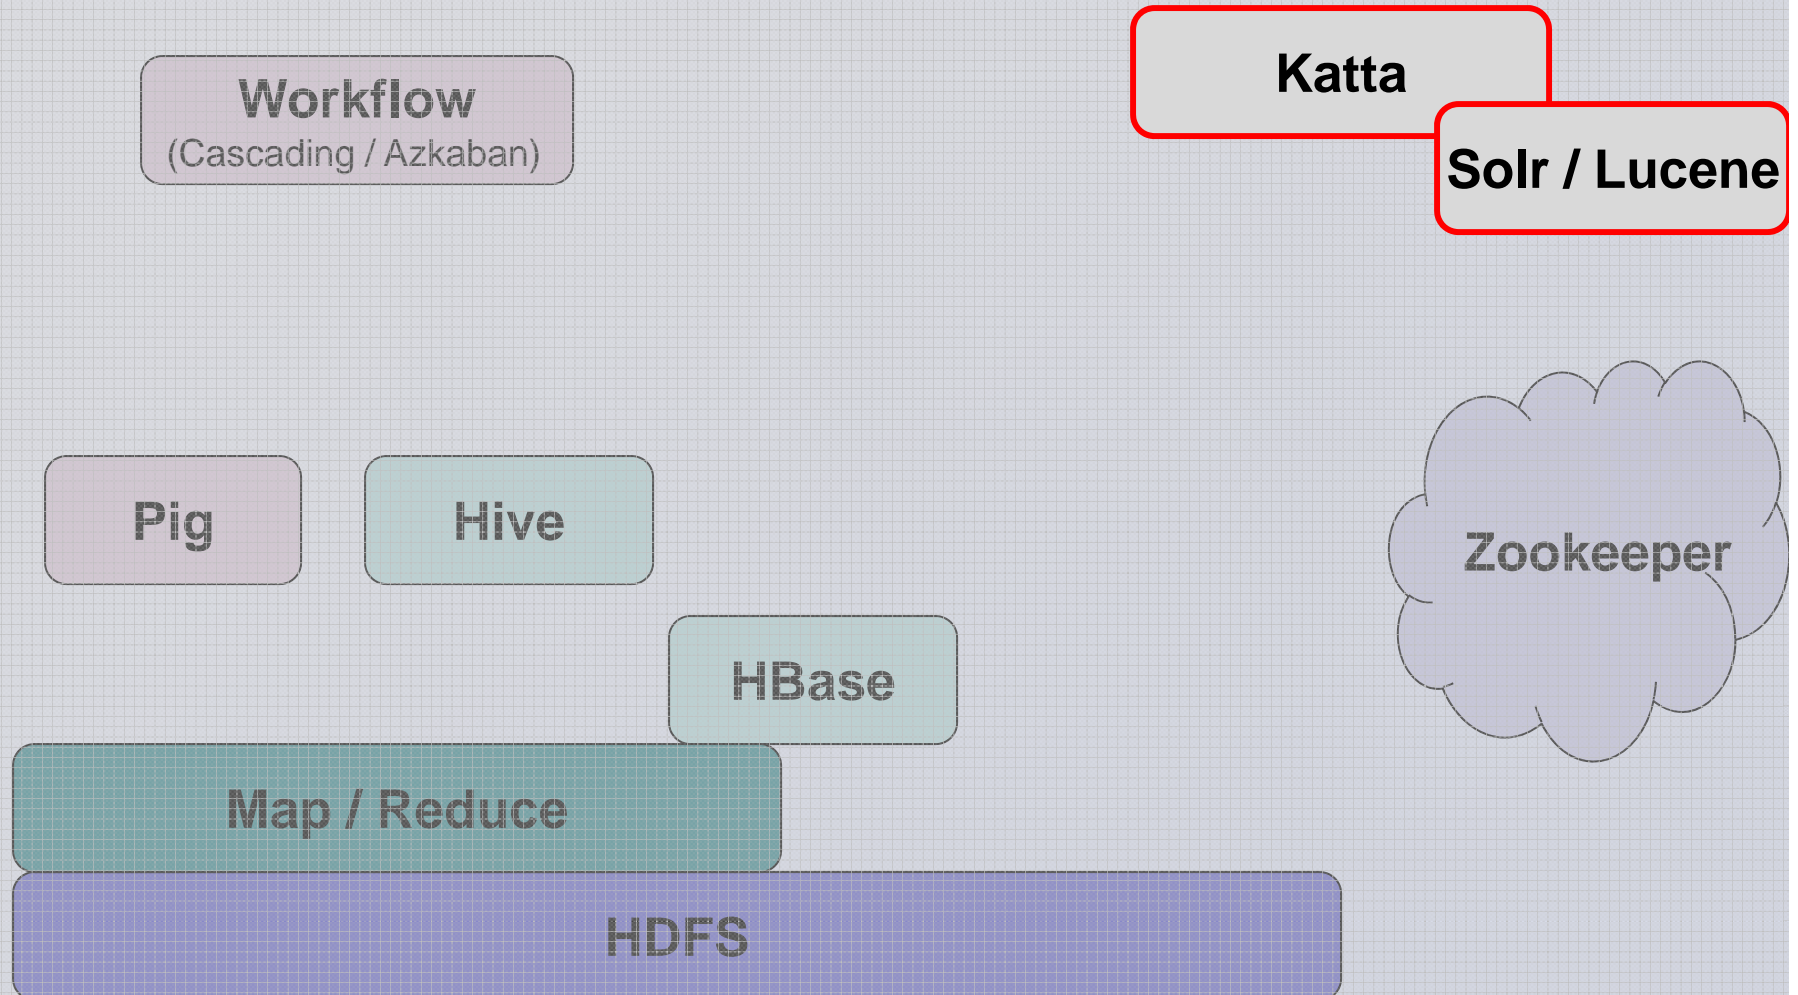 Katta
Workflow
(Cascading / Azkaban)
Solr / Lucene
Pig
Hive
Zookeeper
HBase
Map / Reduce
HDFS